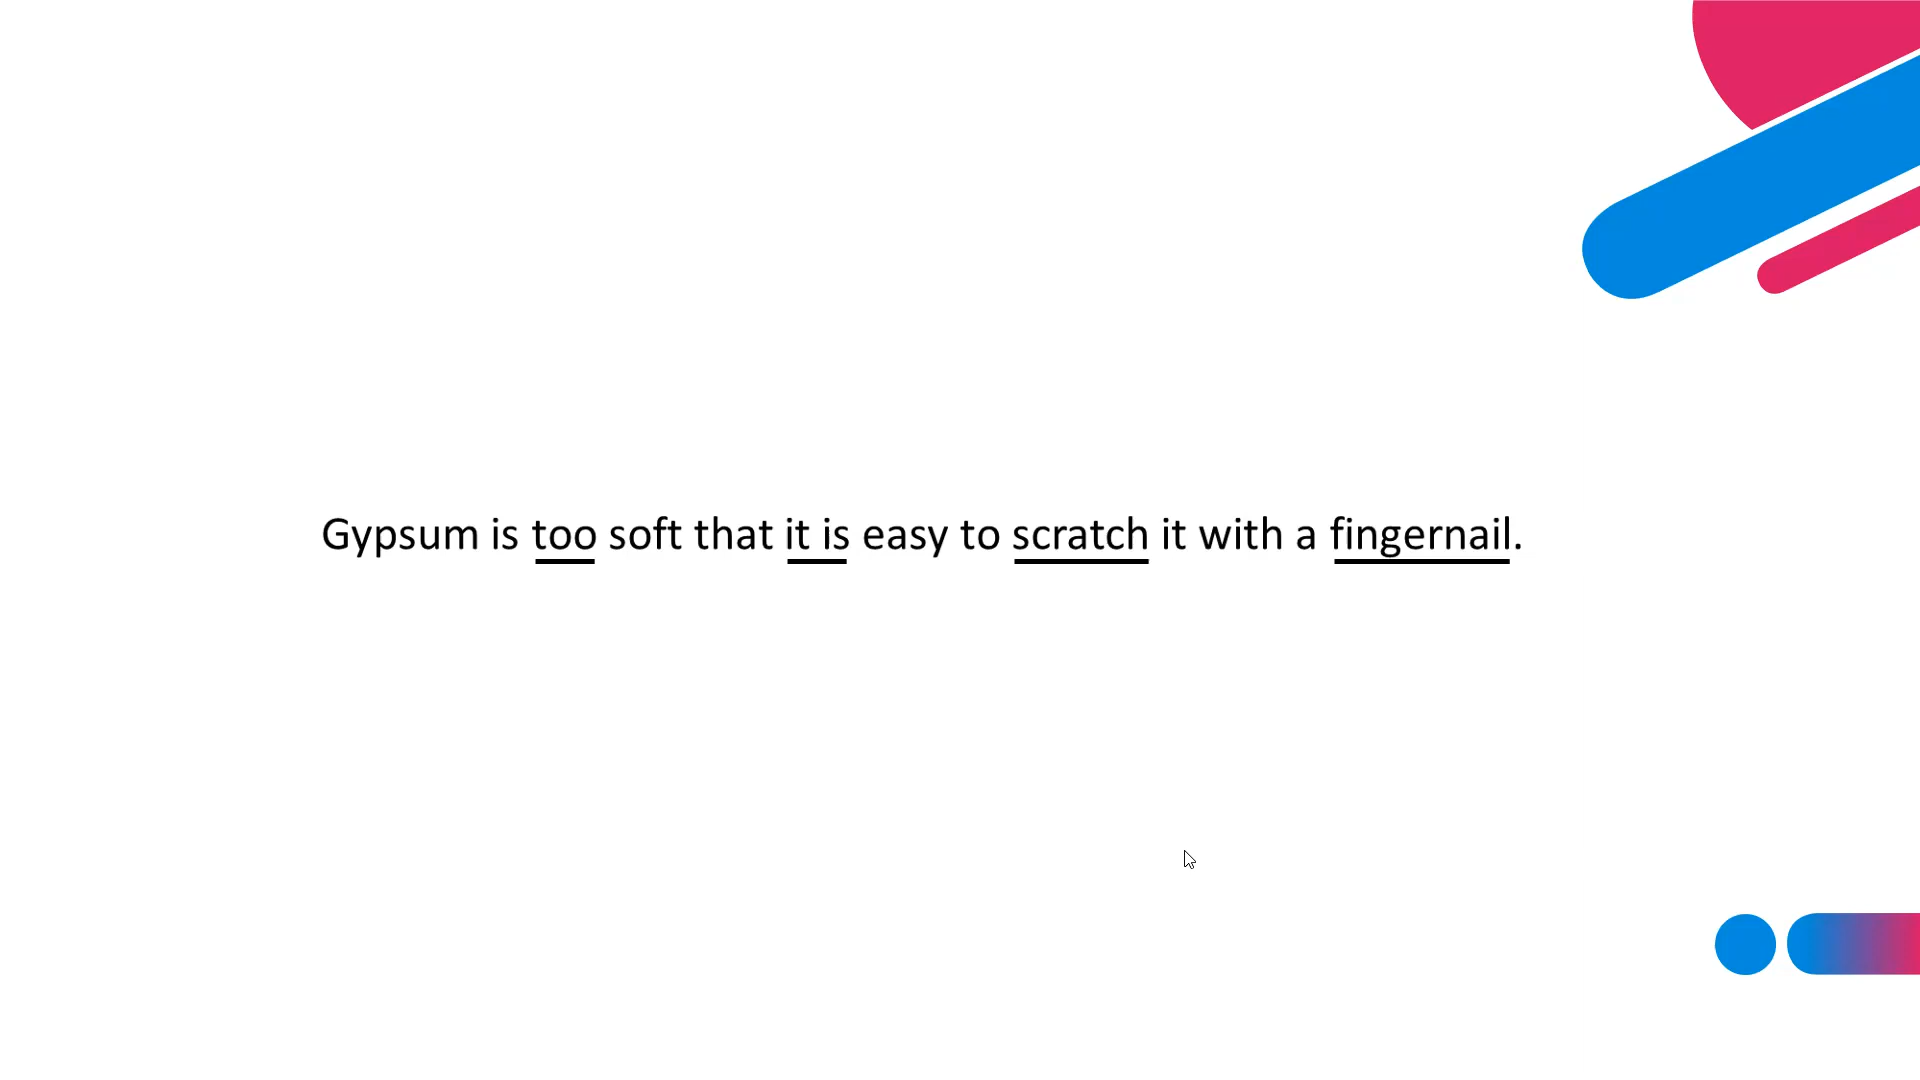 Gypsum is too soft that it is easy to scratch it with a fingernail.